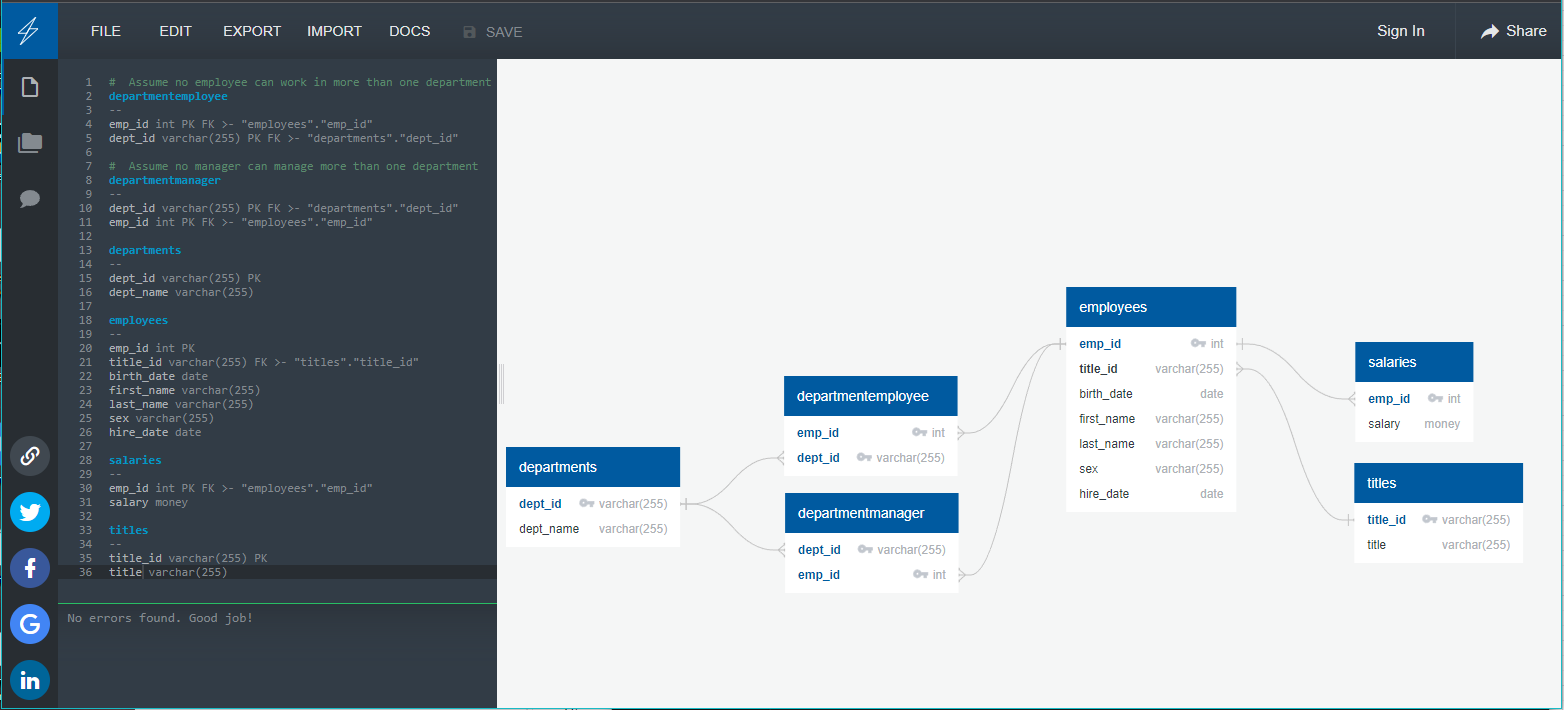 FILE EDIT EXPORT IMPORT DOCS SAVE Sign In Share
1 # Assume no employee can work in more than one department
2 departmentemployee
3 --
4 emp_id int PK FK >- "employees"."emp_id"
5 dept_id varchar(255) PK FK >- "departments"."dept_id"
6
7 # Assume no manager can manage more than one department
8 departmentmanager
9 --
10 dept_id varchar(255) PK FK >- "departments"."dept_id"
11 emp_id int PK FK >- "employees"."emp_id"
12
13 departments
14 --
15 dept_id varchar(255) PK
16 dept_name varchar(255)
17
18 employees
19 --
20 emp_id int PK
21 title_id varchar(255) FK >- "titles"."title_id"
22 birth_date date
23 first_name varchar(255)
24 last_name varchar(255)
25 sex varchar(255)
26 hire_date date
27
28 salaries
29 --
30 emp_id int PK FK >- "employees"."emp_id"
31 salary money
32
33 titles
34 --
35 title_id varchar(255) PK
36 title varchar(255)
No errors found. Good job!
f
G
in
departments
dept_id varchar(255)
dept_name varchar(255)
departmentemployee
emp_id int
dept_id varchar(255)
departmentmanager
dept_id varchar(255)
emp_id int
employees
emp_id int
title_id varchar(255)
birth_date date
first_name varchar(255)
last_name varchar(255)
sex varchar(255)
hire_date date
salaries
emp_id int
salary money
titles
title_id varchar(255)
title varchar(255)